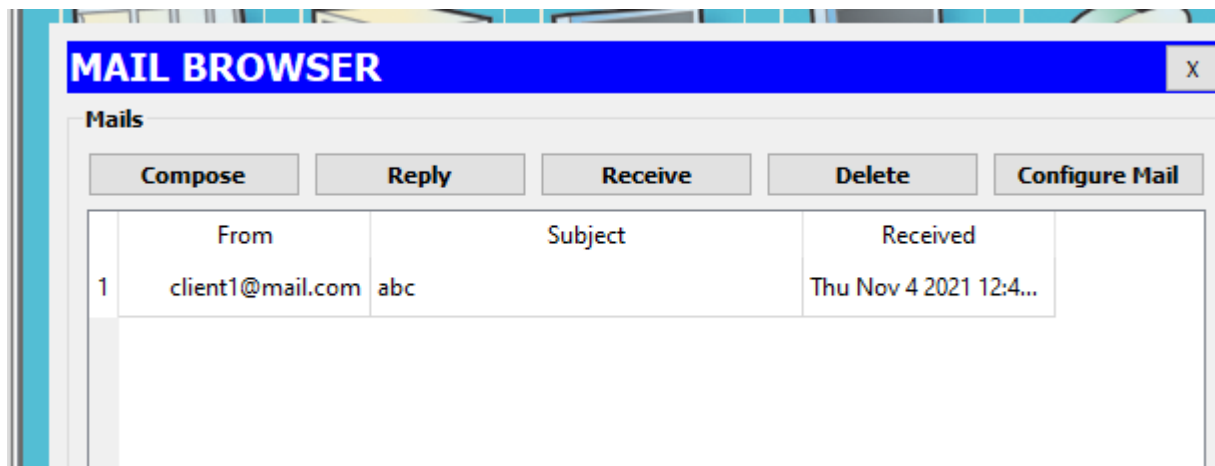 MAIL BROWSER X
Mails
Compose Reply Receive Delete Configure Mail
From Subject Received
1 client1@mail.com abc Thu Nov 4 2021 12:4...